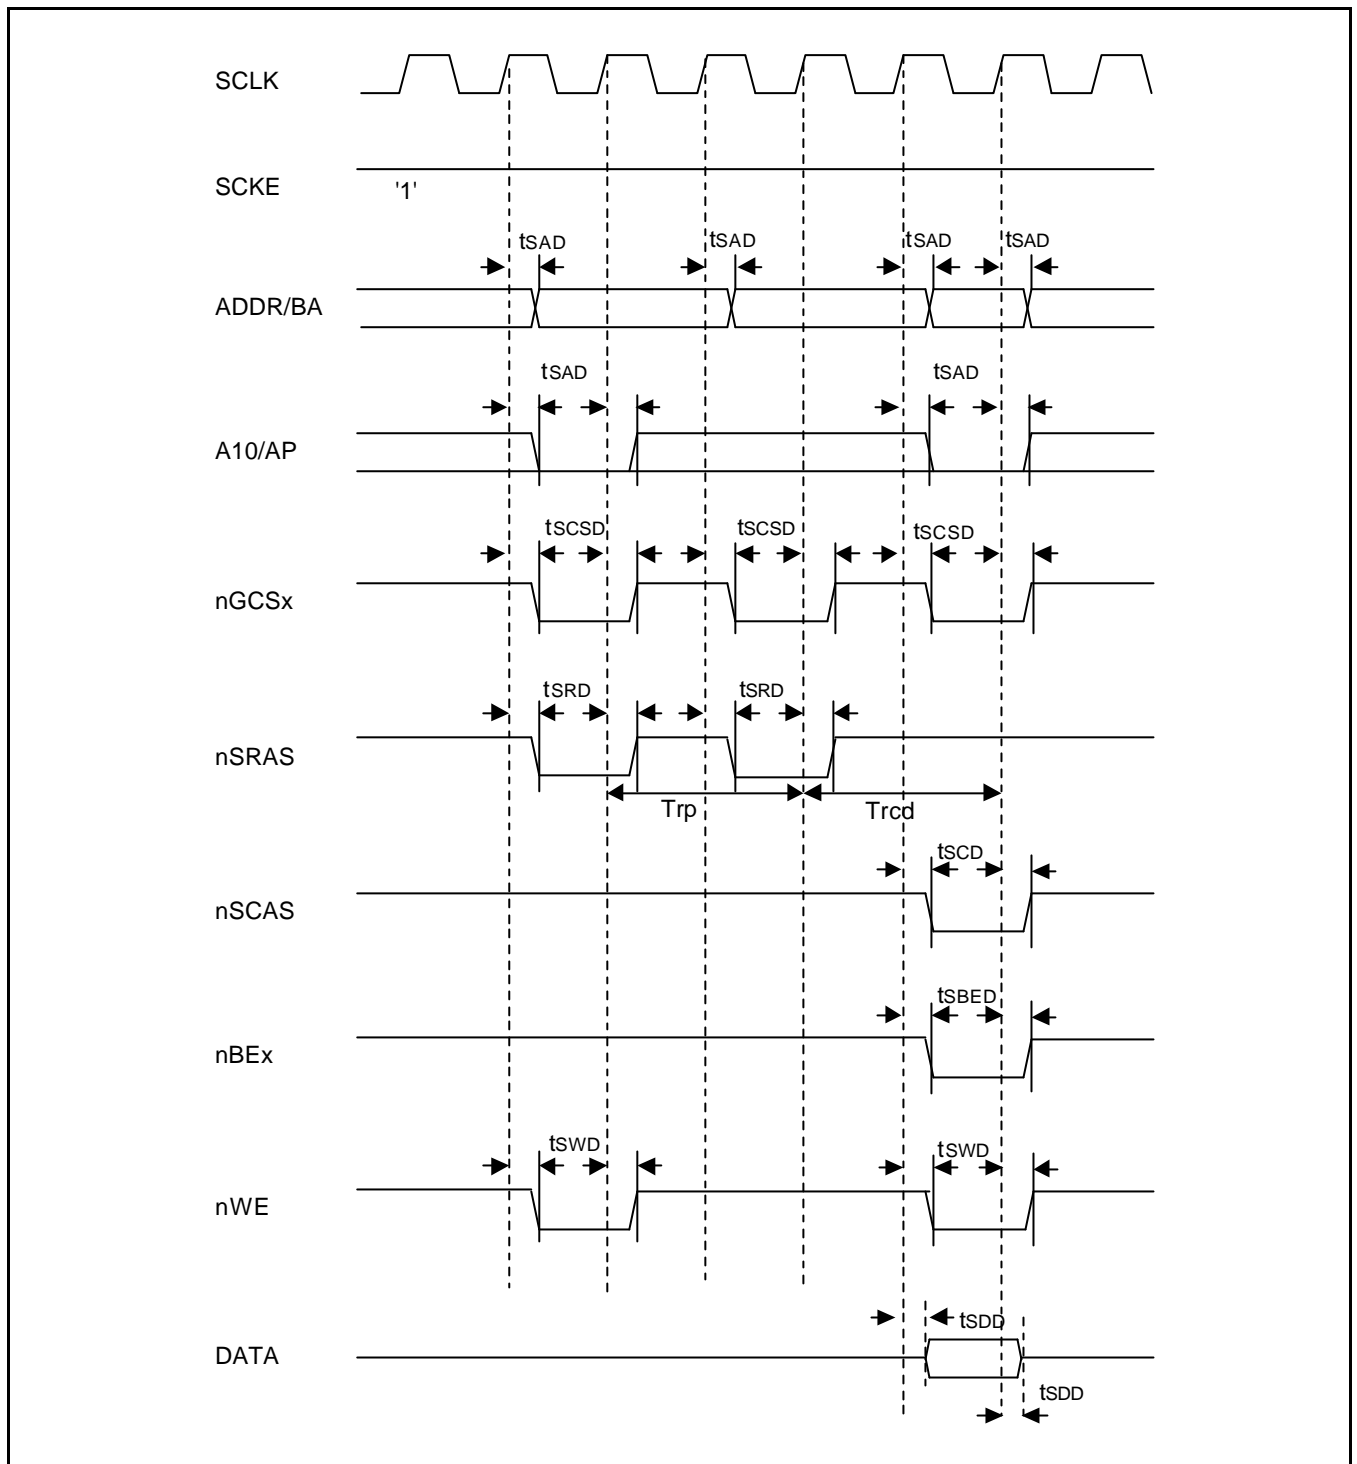 SCLK
SCKE
'1'
tSAD tSAD tSAD tSAD
ADDR/BA
tSAD tSAD
A10/AP
tSCSD tSCSD tSCSD
nGCSx
tSRD tSRD
nSRAS
Trp Trcd
tSCD
nSCAS
tSBED
nBEx
tSWD tSWD
nWE
tSDD
DATA
tSDD